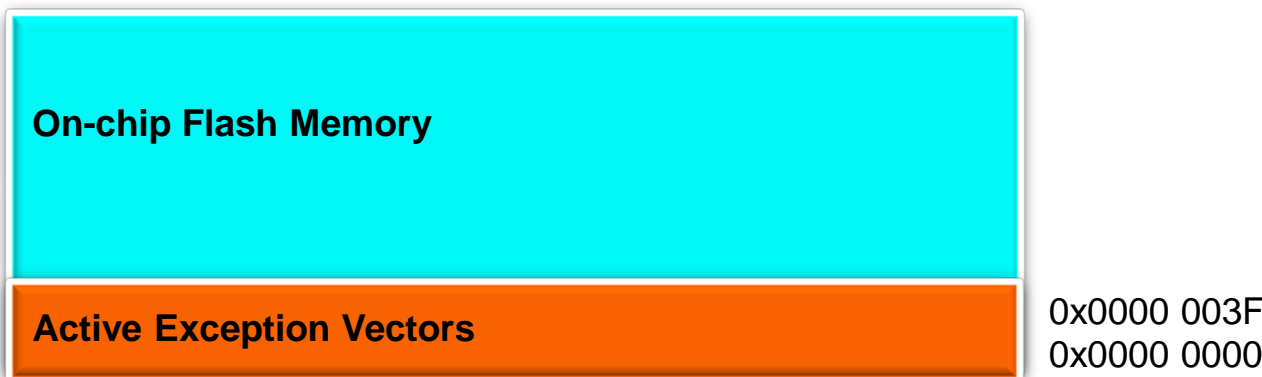 On-chip Flash Memory
Active Exception Vectors
0x0000 003F
0x0000 0000